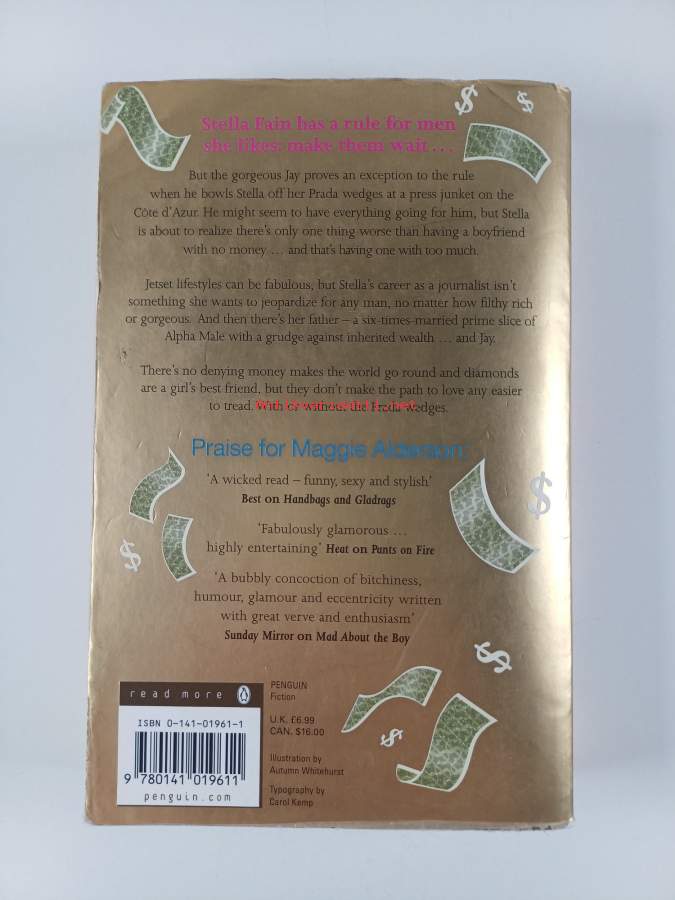 Stella Fain has a rule for men
she likes: make them wait ...
But the gorgeous Jay proves an exception to the rule
when he bowls Stella off her Prada wedges at a press junket on the
Côte d'Azur. He might seem to have everything going for him, but Stella
is about to realize there's only one thing worse than having a boyfriend
with no money ... and that's having one with too much.
Jetset lifestyles can be fabulous, but Stella's career as a journalist isn't
something she wants to jeopardize for any man, no matter how filthy rich
or gorgeous. And then there's her father – a six-times-married prime slice of
Alpha Male with a grudge against inherited wealth ... and Jay.
There's no denying money makes the world go round and diamonds
are a girl's best friend, but they don't make the path to love any easier
to tread. With or without the Prada wedges.
Praise for Maggie Alderson:
'A wicked read – funny, sexy and stylish'
Best on Handbags and Gladrags
'Fabulously glamorous ...
highly entertaining' Heat on Pants on Fire
'A bubbly concoction of bitchiness,
humour, glamour and eccentricity written
with great verve and enthusiasm'
Sunday Mirror on Mad About the Boy
read more
ISBN 0-141-01961-1
9 780141 019611
penguin.com
PENGUIN
Fiction
U.K. £6.99
CAN. $16.00
Illustration by
Autumn Whitehurst
Typography by
Carol Kemp